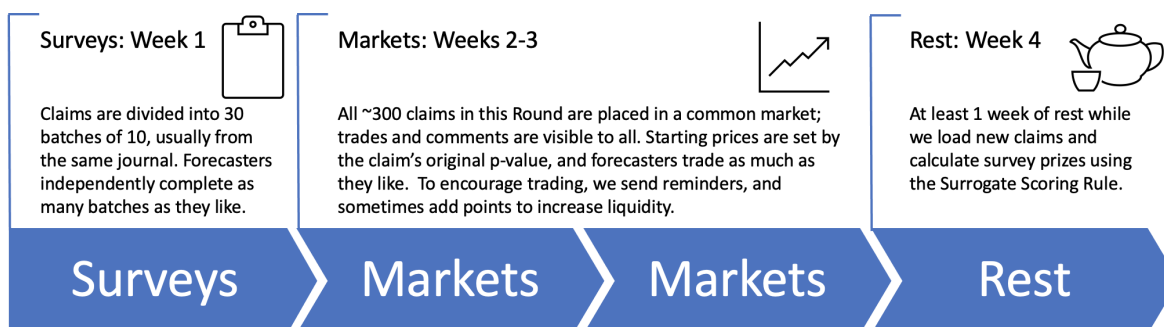 Surveys: Week 1
Claims are divided into 30
batches of 10, usually from
the same journal. Forecasters
independently complete as
many batches as they like.
Markets: Weeks 2-3
All ~300 claims in this Round are placed in a common market;
trades and comments are visible to all. Starting prices are set by
the claim’s original p-value, and forecasters trade as much as
they like.  To encourage trading, we send reminders, and
sometimes add points to increase liquidity.
Rest: Week 4
At least 1 week of rest while
we load new claims and
calculate survey prizes using
the Surrogate Scoring Rule.
Surveys
Markets
Markets
Rest